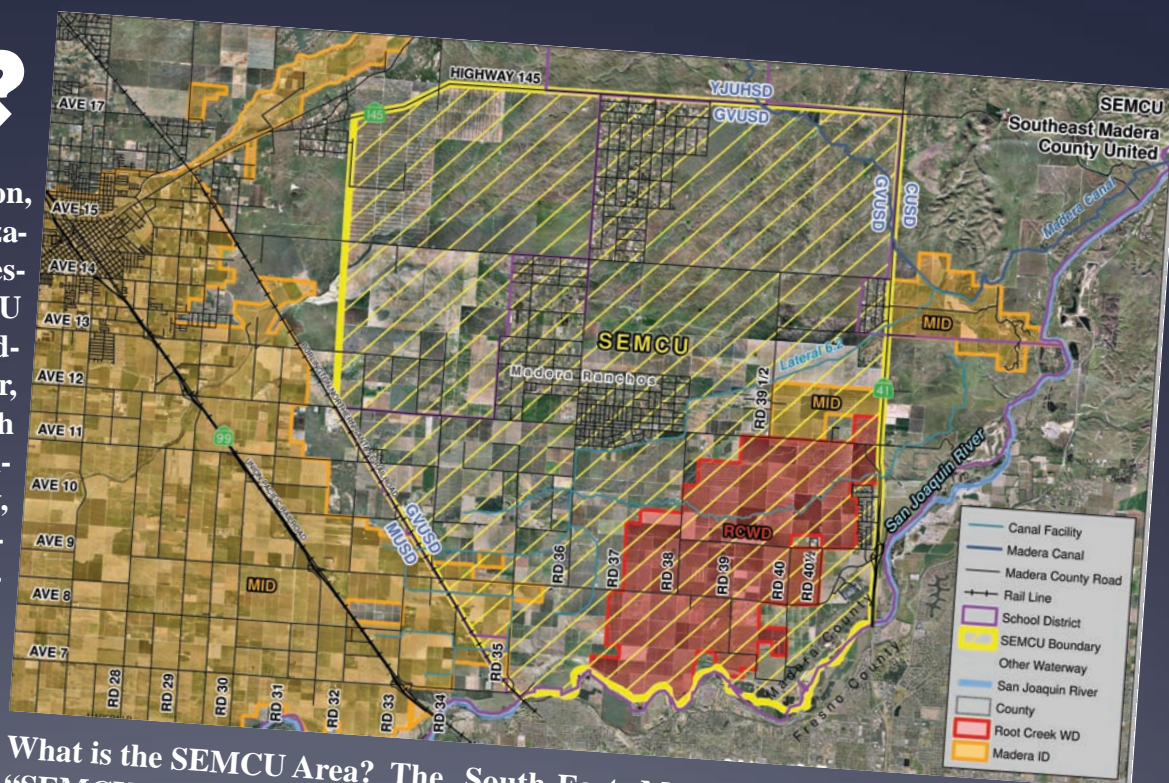 ?
on,
za-
es-
U
d-
r,
h
-
y,
-
.
HIGHWAY 145
AVE 17
145
YJUHSD
GVUSD
SEMCU
Southeast Madera
County United
AVE 15
GVUSD
CUSD
Madera Canal
AVE 14
AVE 13
MID
SEMCU
Lateral 6.2
Madera Ranchos
AVE 12
RD 39 1/2
MID
41
AVE 11
99
San Joaquin River
AVE 10
GVUSD
MUSD
RCWD
AVE 9
RD 36
RD 37
RD 38
RD 39
RD 40
RD 40½
MID
AVE 8
Madera County
Fresno County
AVE 7
RD 28
RD 29
RD 30
RD 31
RD 32
RD 33
RD 34
RD 35
Canal Facility
Madera Canal
Madera County Road
Rail Line
School District
SEMCU Boundary
Other Waterway
San Joaquin River
County
Root Creek WD
Madera ID
What is the SEMCU Area? The South East
"SEMCU